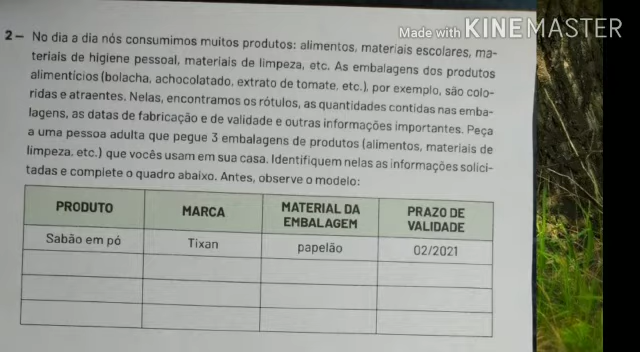 Made with KINEMASTER
2 – No dia a dia nós consumimos muitos produtos: alimentos, materiais escolares, ma-
teriais de higiene pessoal, materiais de limpeza, etc. As embalagens dos produtos
alimentícios (bolacha, achocolatado, extrato de tomate, etc.), por exemplo, são colo-
ridas e atraentes. Nelas, encontramos os rótulos, as quantidades contidas nas emba-
lagens, as datas de fabricação e de validade e outras informações importantes. Peça
a uma pessoa adulta que pegue 3 embalagens de produtos (alimentos, materiais de
limpeza, etc.) que vocês usam em sua casa. Identifiquem nelas as informações solici-
tadas e complete o quadro abaixo. Antes, observe o modelo:
PRODUTO MARCA MATERIAL DA EMBALAGEM PRAZO DE VALIDADE
Sabão em pó Tixan papelão 02/2021